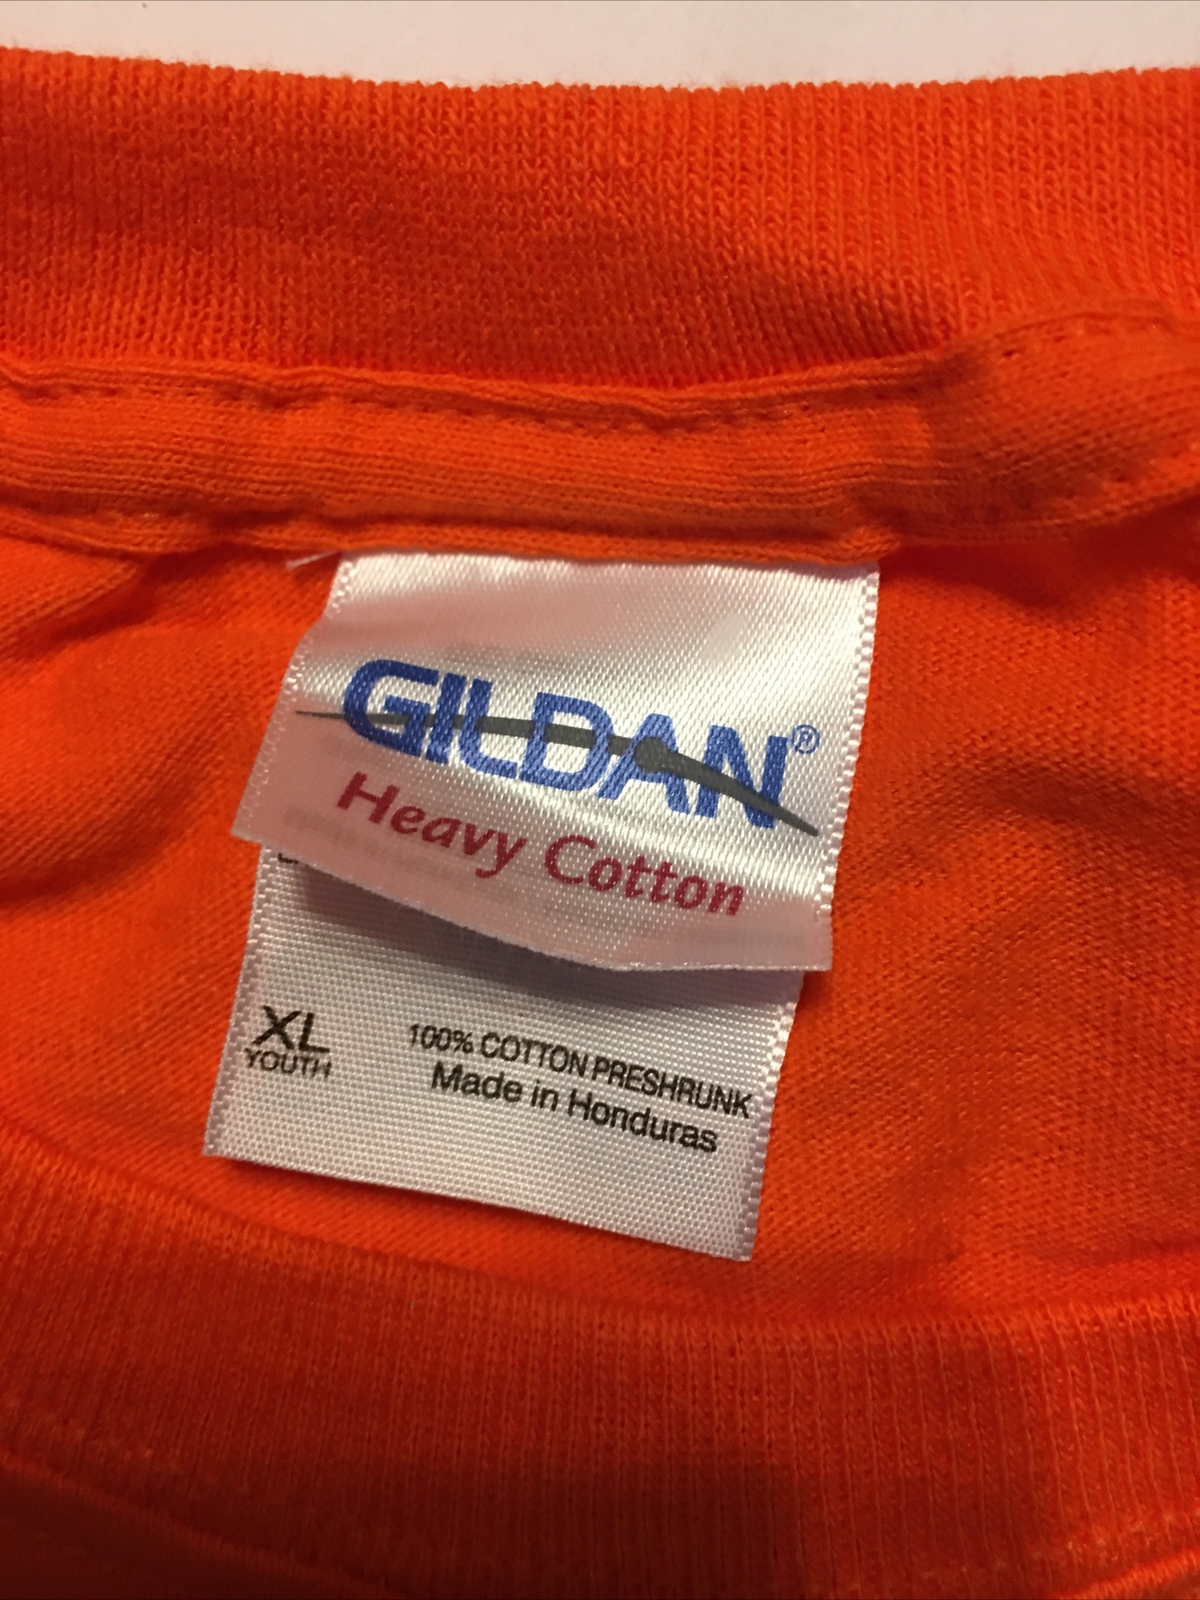 GILDAN®
Heavy Cotton
XL
YOUTH
100% COTTON PRESHRUNK
Made in Honduras